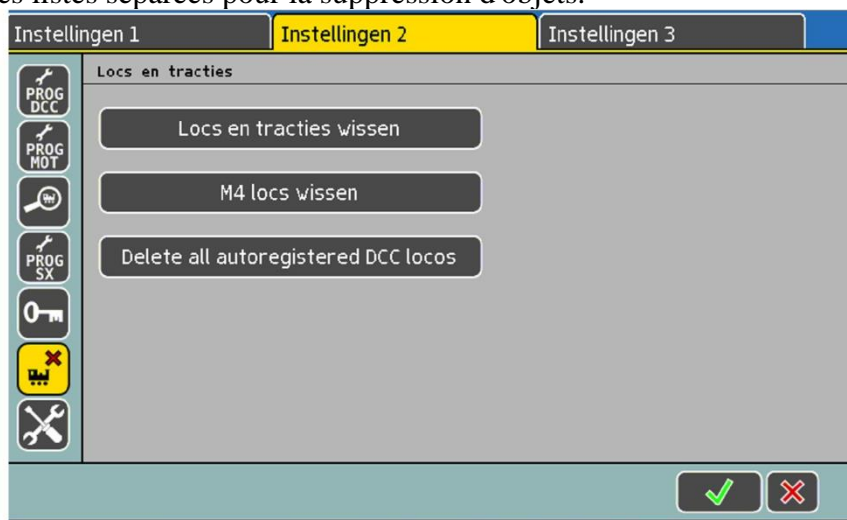 listes séparées pour la suppression d'objets.
Instellingen 1
Instellingen 2
Instellingen 3
Locs en tracties
PROG
DCC
PROG
MOT
PROG
SX
Locs en tracties wissen
M4 locs wissen
Delete all autoregistered DCC locos